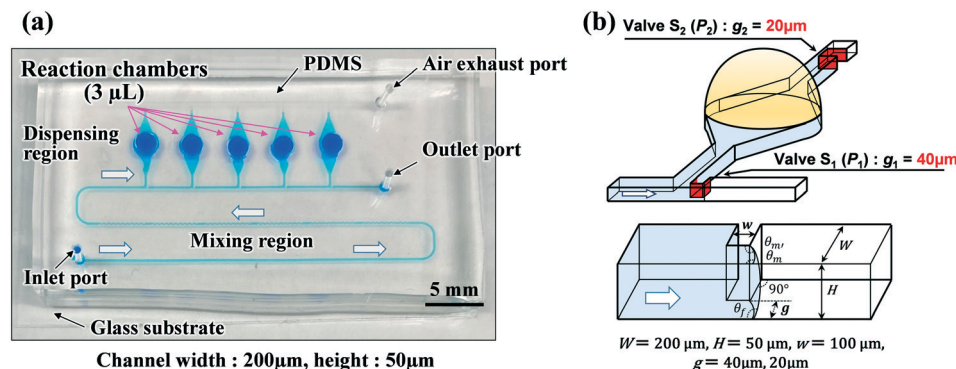 (a)
Reaction chambers
(3 μL)
PDMS
Air exhaust port
Dispensing
region
Outlet port
Mixing region
Inlet port
5 mm
Glass substrate
Channel width : 200μm, height : 50μm
(b)
Valve S₂ (P₂) : g₂ = 20μm
Valve S₁ (P₁) : g₁ = 40μm
w
θm'
θm
W
90°
H
θf
g
W = 200 μm, H = 50 μm, w = 100 μm,
g = 40μm, 20μm